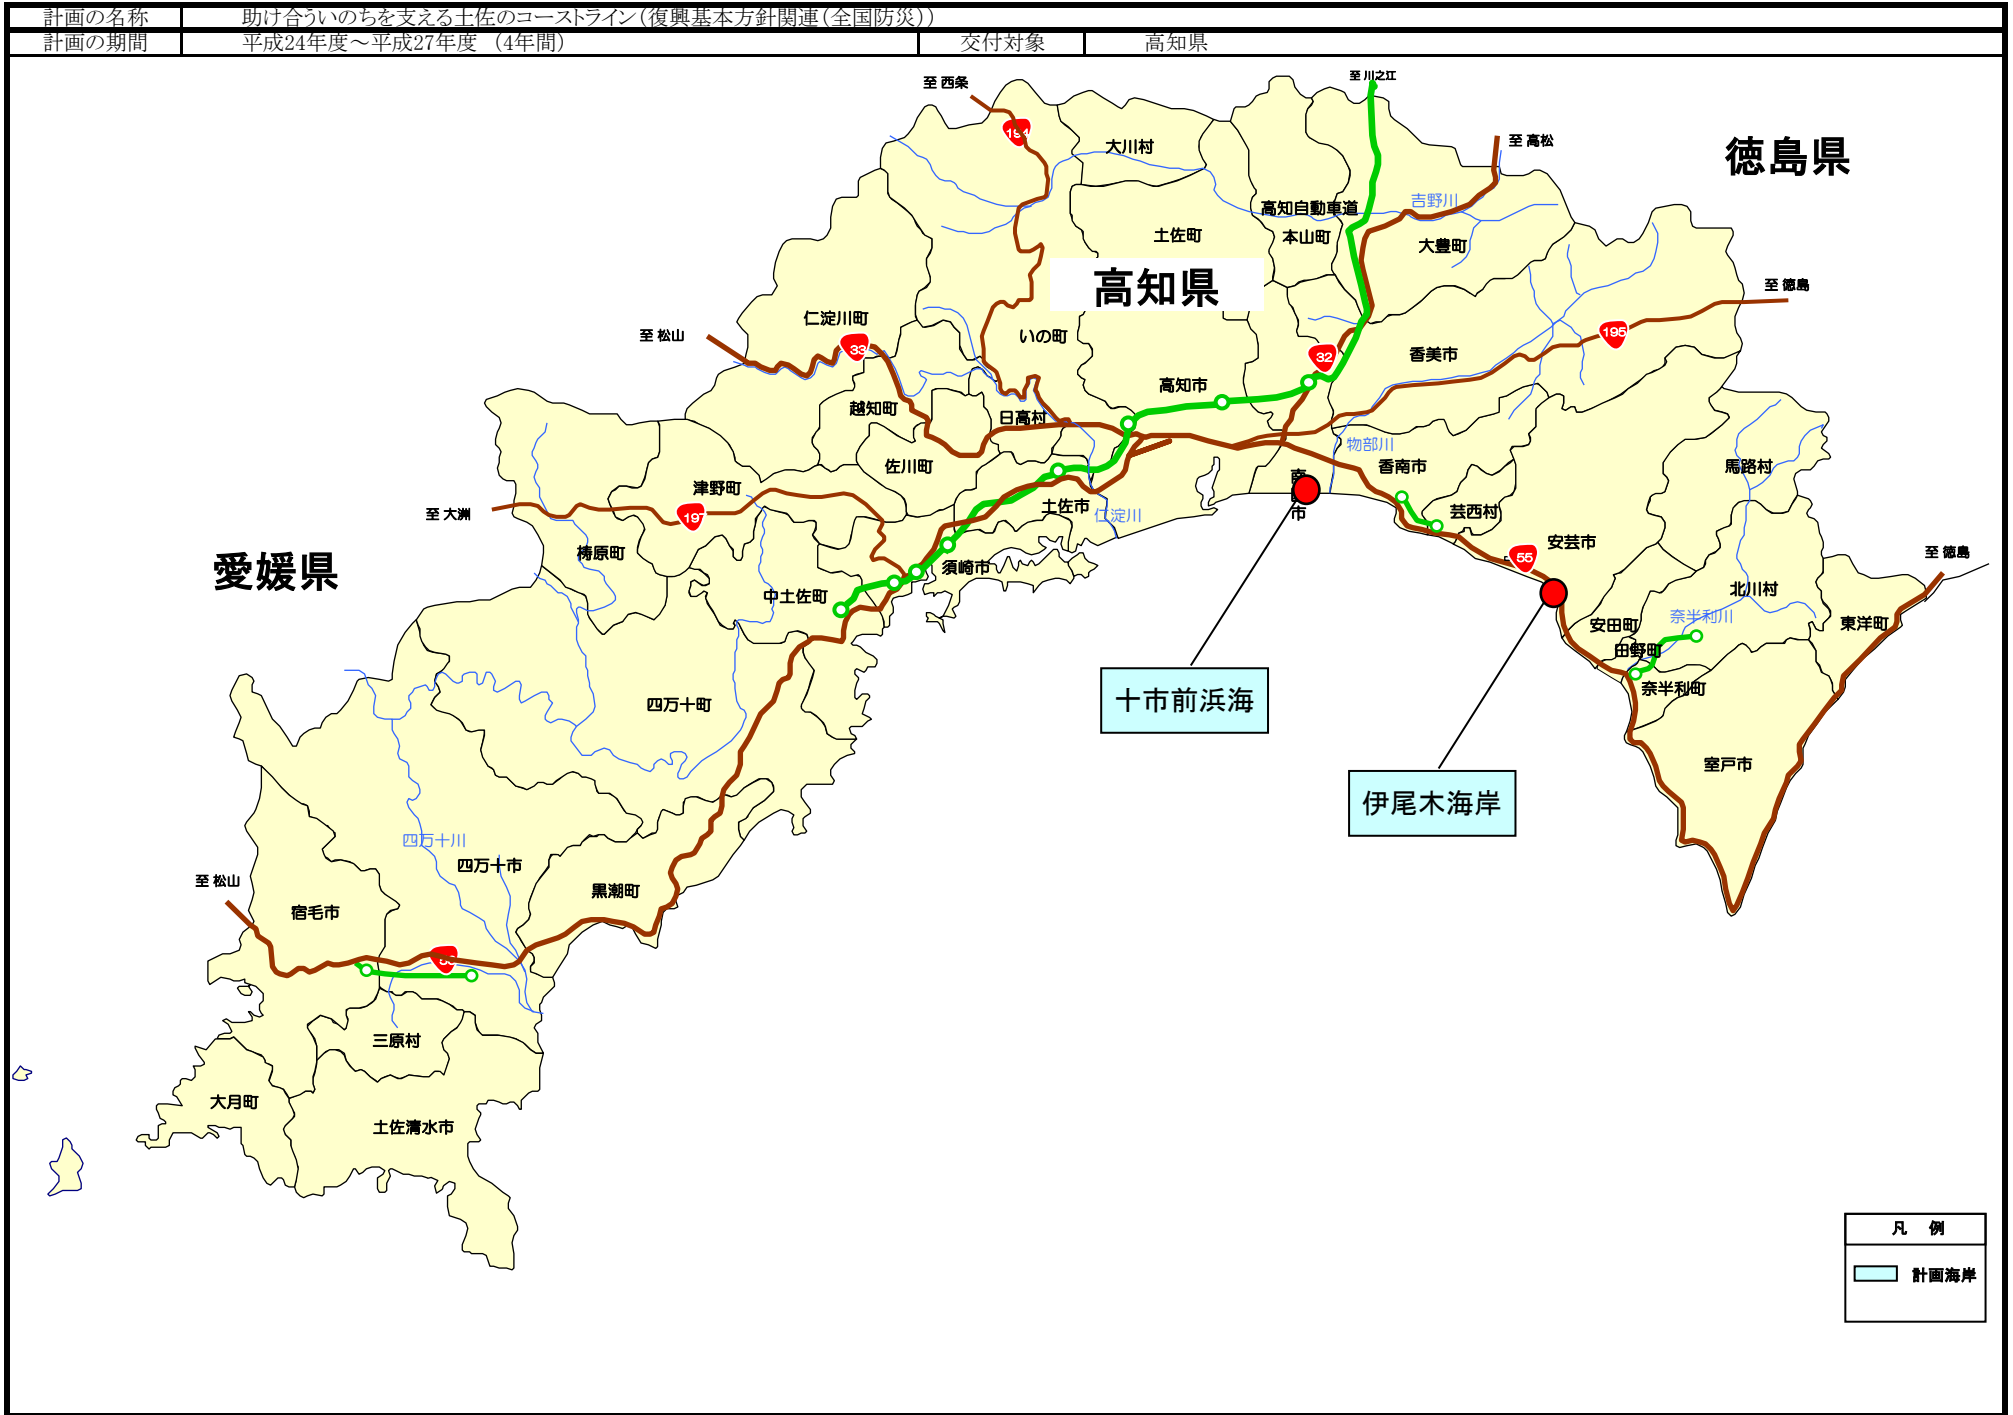 計画の名称 助け合ういのちを支える土佐のコーストライン(復興基本方針関連(全国防災))
計画の期間 平成24年度～平成27年度 (4年間) 交付対象 高知県
至 西条
至 川之江
194
大川村
至 高松
徳島県
吉野川
高知自動車道
土佐町
本山町
大豊町
高知県
至 徳島
仁淀川町
至 松山
33
いの町
195
32
香美市
高知市
越知町
日高村
物部川
佐川町
香南市
馬路村
津野町
南国市
土佐市
仁淀川
芸西村
至 大洲
197
安芸市
梼原町
愛媛県
須崎市
55
至 徳島
中土佐町
北川村
奈半利川
安田町
東洋町
田野町
奈半利町
十市前浜海
四万十町
室戸市
伊尾木海岸
四万十川
四万十市
至 松山
黒潮町
宿毛市
三原村
大月町
土佐清水市
凡 例
計画海岸